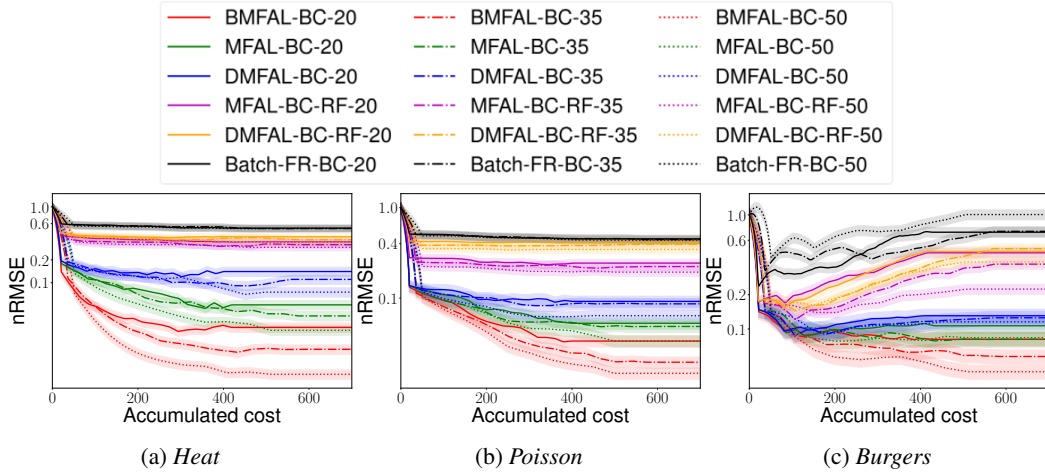 BMFAL-BC-20 BMFAL-BC-35 BMFAL-BC-50
MFAL-BC-20 MFAL-BC-35 MFAL-BC-50
DMFAL-BC-20 DMFAL-BC-35 DMFAL-BC-50
MFAL-BC-RF-20 MFAL-BC-RF-35 MFAL-BC-RF-50
DMFAL-BC-RF-20 DMFAL-BC-RF-35 DMFAL-BC-RF-50
Batch-FR-BC-20 Batch-FR-BC-35 Batch-FR-BC-50
nRMSE
1.0
0.6
0.2
0.1
0 200 400 600
Accumulated cost
(a) Heat
nRMSE
1.0
0.4
0.1
0 200 400 600
Accumulated cost
(b) Poisson
nRMSE
1.0
0.6
0.2
0.1
0 200 400 600
Accumulated cost
(c) Burgers